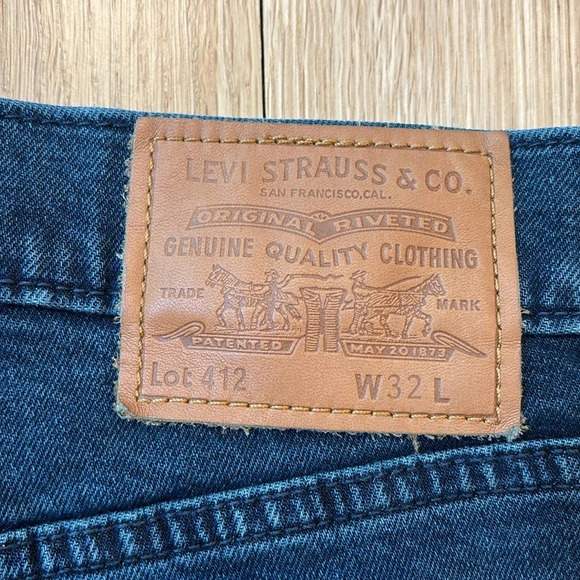 LEVI STRAUSS & CO.
SAN FRANCISCO, CAL.
ORIGINAL RIVETED
GENUINE QUALITY CLOTHING
TRADE MARK
PATENTED MAY 20 1873
Lot 412 W 32 L